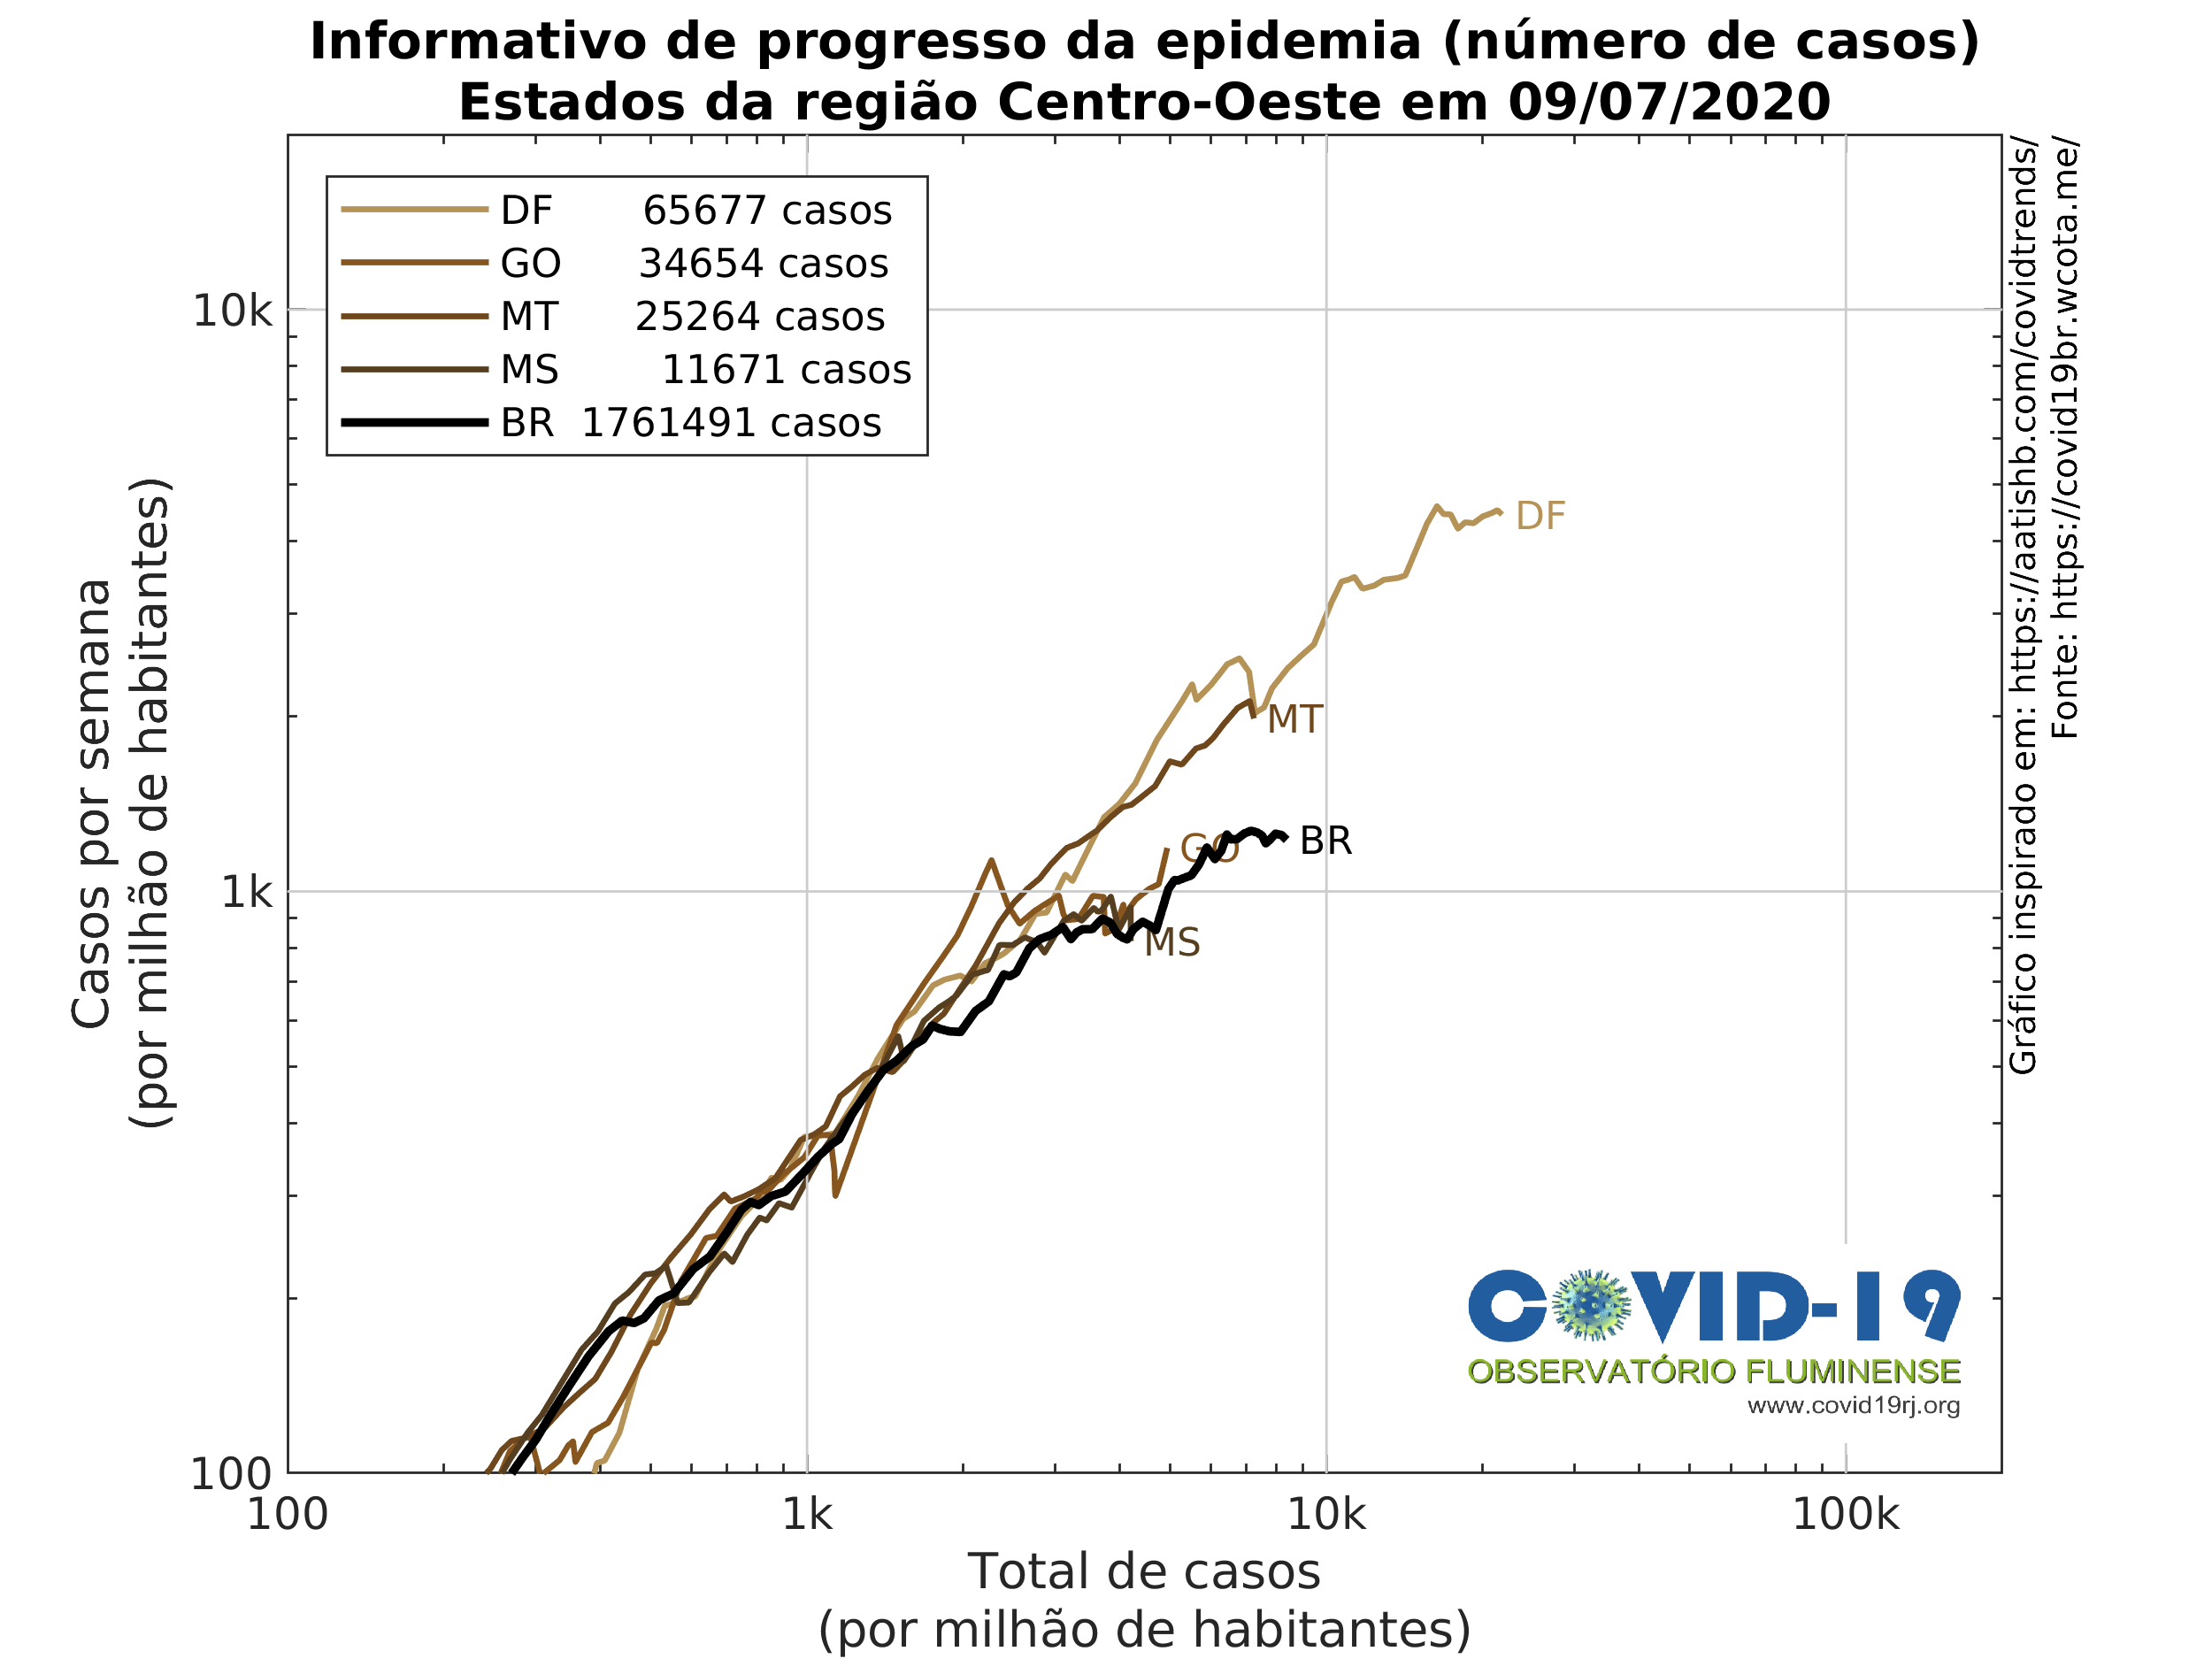 Informativo de progresso da epidemia (número de casos)
Estados da região Centro-Oeste em 09/07/2020
DF 65677 casos
GO 34654 casos
MT 25264 casos
MS 11671 casos
BR 1761491 casos
10k
1k
100
Casos por semana
(por milhão de habitantes)
DF
MT
GO
BR
MS
Gráfico inspirado em: https://aatishb.com/covidtrends/
Fonte: https://covid19br.wcota.me/
COVID-19
OBSERVATÓRIO FLUMINENSE
www.covid19rj.org
100
1k
10k
100k
Total de casos
(por milhão de habitantes)